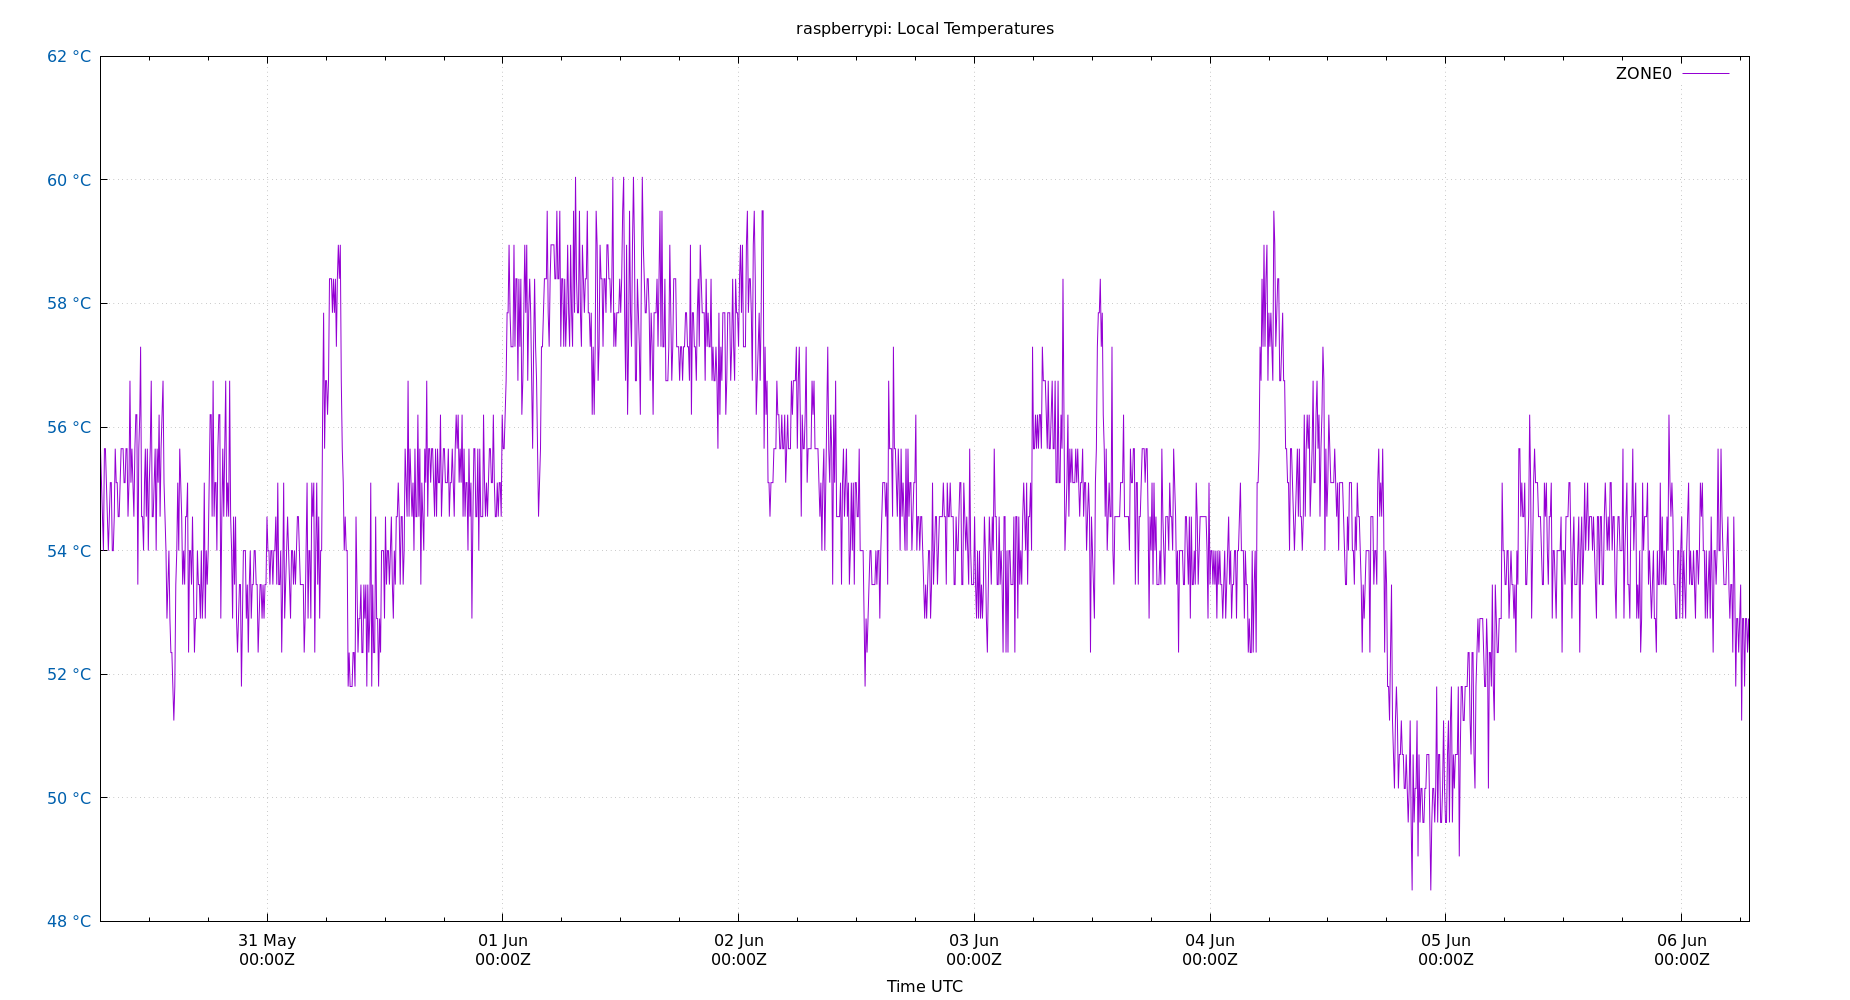 raspberrypi: Local Temperatures
62 °C
ZONE0
60 °C
58 °C
56 °C
54 °C
52 °C
50 °C
48 °C
31 May 01 Jun 02 Jun 03 Jun 04 Jun 05 Jun 06 Jun
00:00Z 00:00Z 00:00Z 00:00Z 00:00Z 00:00Z 00:00Z
Time UTC